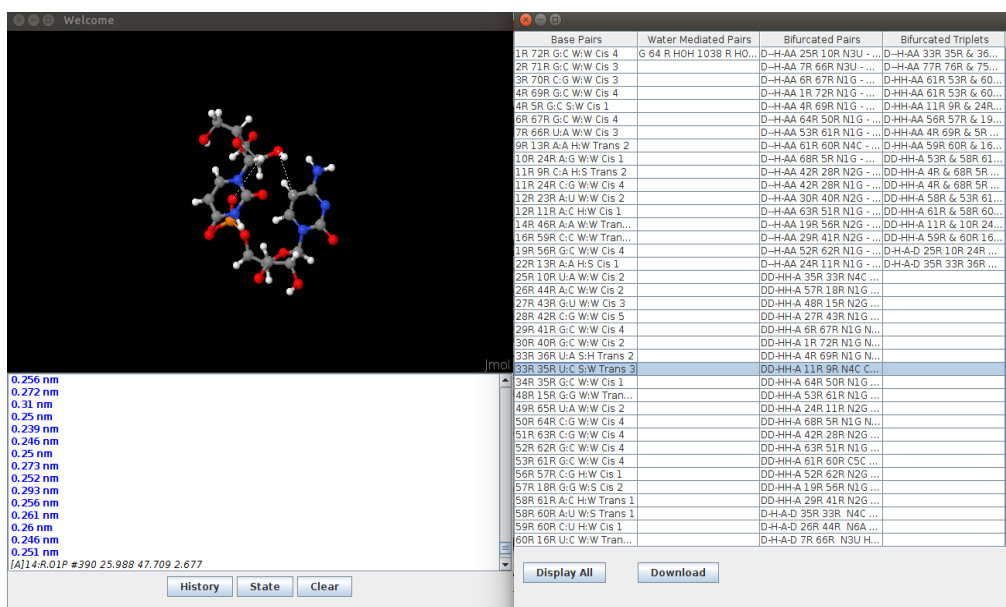 Welcome
Jmol
0.256 nm
0.272 nm
0.31 nm
0.25 nm
0.239 nm
0.246 nm
0.25 nm
0.273 nm
0.252 nm
0.293 nm
0.256 nm
0.261 nm
0.26 nm
0.246 nm
0.251 nm
[A]14:R.O1P #390 25.988 47.709 2.677
History State Clear
Base Pairs Water Mediated Pairs Bifurcated Pairs Bifurcated Triplets
1R 72R G:C W:W Cis 4 G 64 R HOH 1038 R HO... D--H-AA 25R 10R N3U - ... D--H-AA 33R 35R & 36...
2R 71R G:C W:W Cis 3 D--H-AA 7R 66R N3U - ... D--H-AA 77R 76R & 75...
3R 70R C:G W:W Cis 3 D--H-AA 6R 67R N1G - ... D-HH-AA 61R 53R & 60...
4R 69R G:C W:W Cis 4 D--H-AA 1R 72R N1G - ... D-HH-AA 61R 53R & 60...
4R 5R G:C S:W Cis 1 D--H-AA 4R 69R N1G - ... D-HH-AA 11R 9R & 24R...
6R 67R G:C W:W Cis 4 D--H-AA 64R 50R N1G - ... D-HH-AA 56R 57R & 19...
7R 66R U:A W:W Cis 3 D--H-AA 53R 61R N1G - ... D-HH-AA 4R 69R & 5R ...
9R 13R A:A H:W Trans 2 D--H-AA 61R 60R N4C - ... D-HH-AA 59R 60R & 16...
10R 24R A:G W:W Cis 1 D--H-AA 68R 5R N1G - ... DD-HH-A 53R & 58R 61...
11R 9R C:A H:S Trans 2 D--H-AA 42R 28R N2G - ... DD-HH-A 4R & 68R 5R ...
11R 24R C:G W:W Cis 4 D--H-AA 42R 28R N1G - ... DD-HH-A 4R & 68R 5R ...
12R 23R A:U W:W Cis 2 D--H-AA 30R 40R N2G - ... DD-HH-A 58R & 53R 61...
12R 11R A:C H:W Cis 1 D--H-AA 63R 51R N1G - ... DD-HH-A 61R & 58R 60...
14R 46R A:A W:W Tran... D--H-AA 19R 56R N2G - ... DD-HH-A 11R & 10R 24...
16R 59R C:C W:W Tran... D--H-AA 29R 41R N2G - ... DD-HH-A 59R & 60R 16...
19R 56R G:C W:W Cis 4 D--H-AA 52R 62R N1G - ... D-H-A-D 25R 10R 24R ...
22R 13R A:A H:S Cis 1 D--H-AA 24R 11R N1G - ... D-H-A-D 35R 33R 36R ...
25R 10R U:A W:W Cis 2 DD-HH-A 35R 33R N4C ...
26R 44R A:C W:W Cis 2 DD-HH-A 57R 18R N1G ...
27R 43R G:U W:W Cis 3 DD-HH-A 48R 15R N2G ...
28R 42R C:G W:W Cis 5 DD-HH-A 27R 43R N1G ...
29R 41R G:C W:W Cis 4 DD-HH-A 6R 67R N1G N...
30R 40R G:C W:W Cis 2 DD-HH-A 1R 72R N1G N...
33R 36R U:A S:H Trans 2 DD-HH-A 4R 69R N1G N...
33R 35R U:C S:W Trans 3 DD-HH-A 11R 9R N4C C...
34R 35R G:C W:W Cis 1 DD-HH-A 64R 50R N1G ...
48R 15R G:G W:W Tran... DD-HH-A 53R 61R N1G ...
49R 65R U:A W:W Cis 2 DD-HH-A 24R 11R N2G ...
50R 64R C:G W:W Cis 4 DD-HH-A 68R 5R N1G N...
51R 63R C:G W:W Cis 4 DD-HH-A 42R 28R N2G ...
52R 62R G:C W:W Cis 4 DD-HH-A 63R 51R N1G ...
53R 61R G:C W:W Cis 4 DD-HH-A 61R 60R C5C ...
56R 57R C:G H:W Cis 1 DD-HH-A 52R 62R N2G ...
57R 18R G:G W:S Cis 2 DD-HH-A 19R 56R N1G ...
58R 61R A:C H:W Trans 1 DD-HH-A 29R 41R N2G ...
58R 60R A:U W:S Trans 1 D-H-A-D 35R 33R N4C ...
59R 60R C:U H:W Cis 1 D-H-A-D 26R 44R N6A ...
60R 16R U:C W:W Tran... D-H-A-D 7R 66R N3U H...
Display All Download